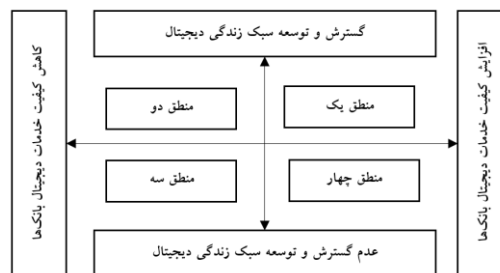 گسترش و توسعه سبک زندگی دیجیتال
افزایش کیفیت خدمات دیجیتال بانک‌ها
منطق یک
منطق دو
کاهش کیفیت خدمات دیجیتال بانک‌ها
منطق چهار
منطق سه
عدم گسترش و توسعه سبک زندگی دیجیتال